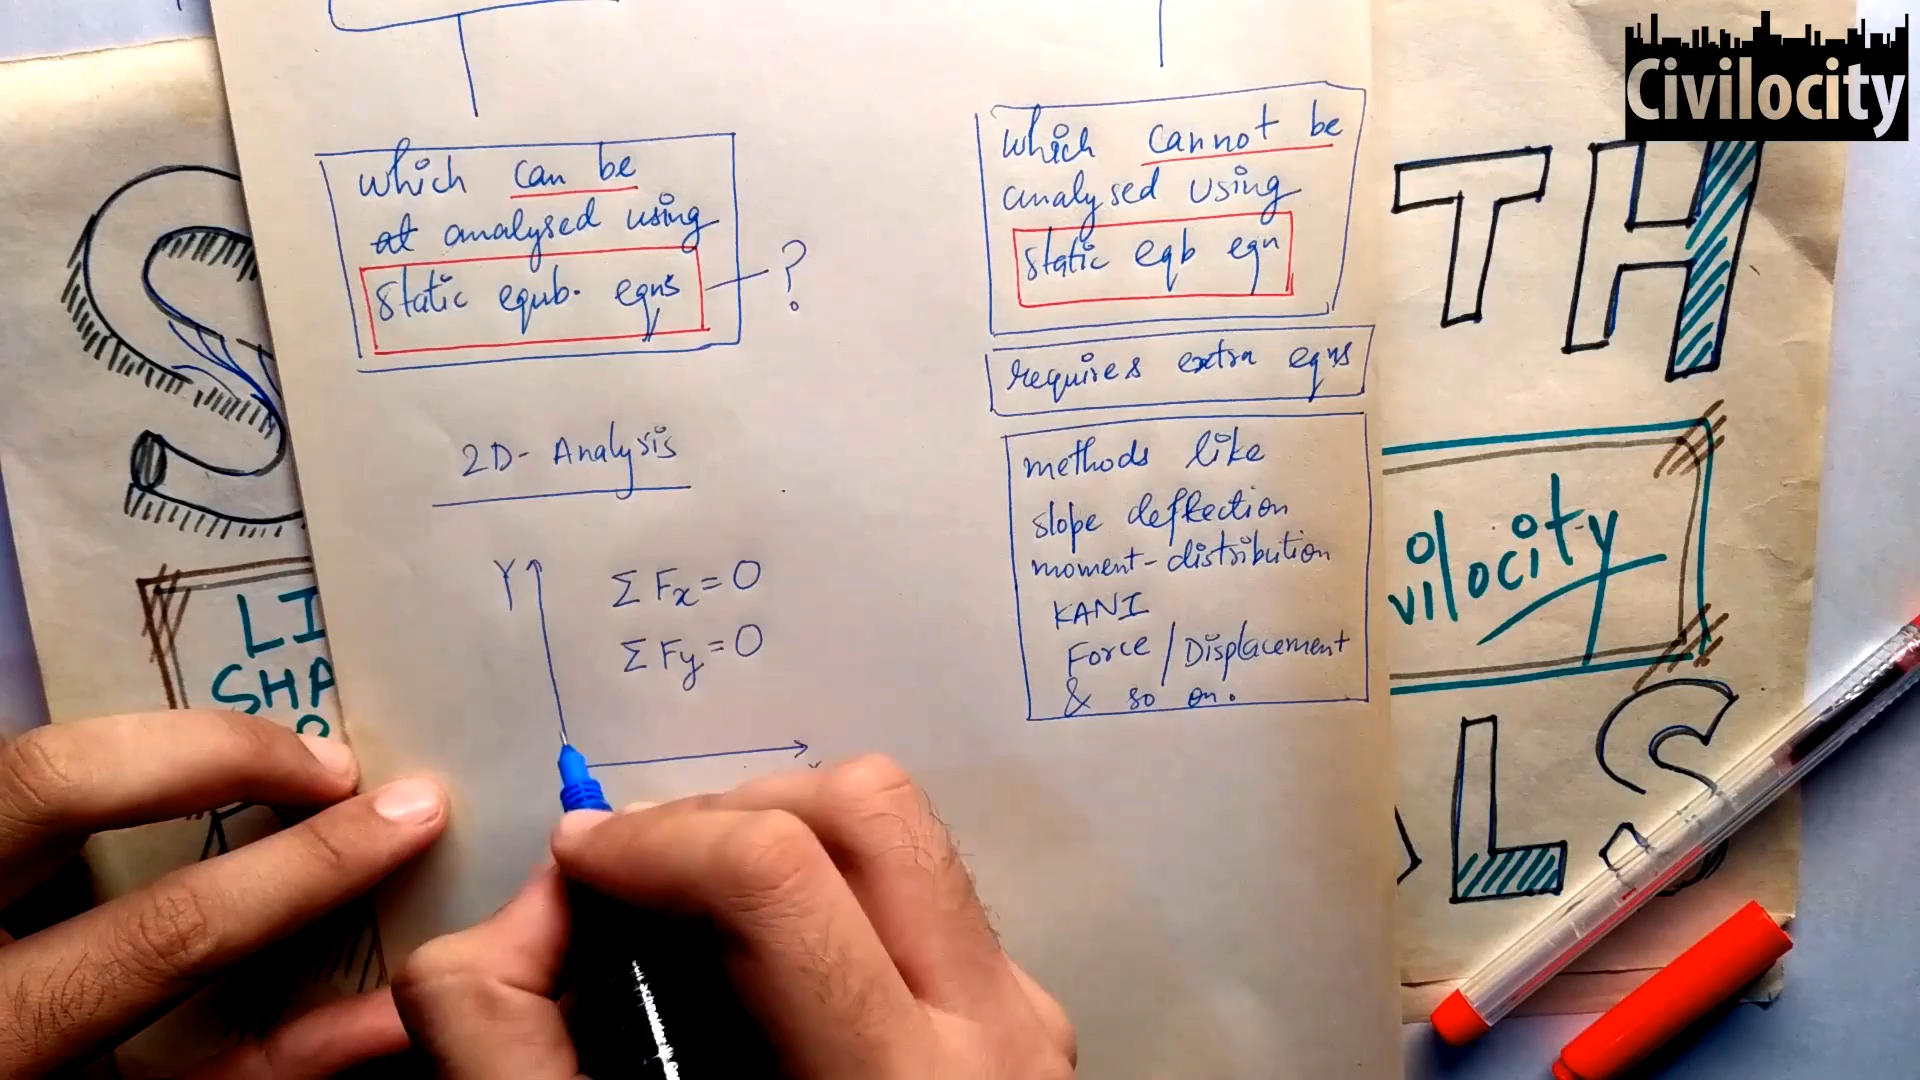 Civilocity
which can be
at analysed using
static equb. eqns
?
2D- Analysis
Y
Σ Fx = 0
Σ Fy = 0
which cannot be
analysed using
static eqb eqn
requires extra eqns
methods like
slope deflection
moment-distribution
KANI
Force / Displacement
& so on.
S
TH
LS
vilocity
LI
SHA